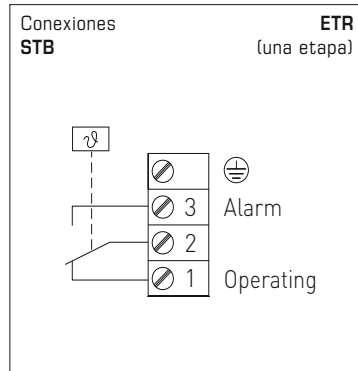 Conexiones
STB
ETR
(una etapa)
ϑ
3 Alarm
2
1 Operating